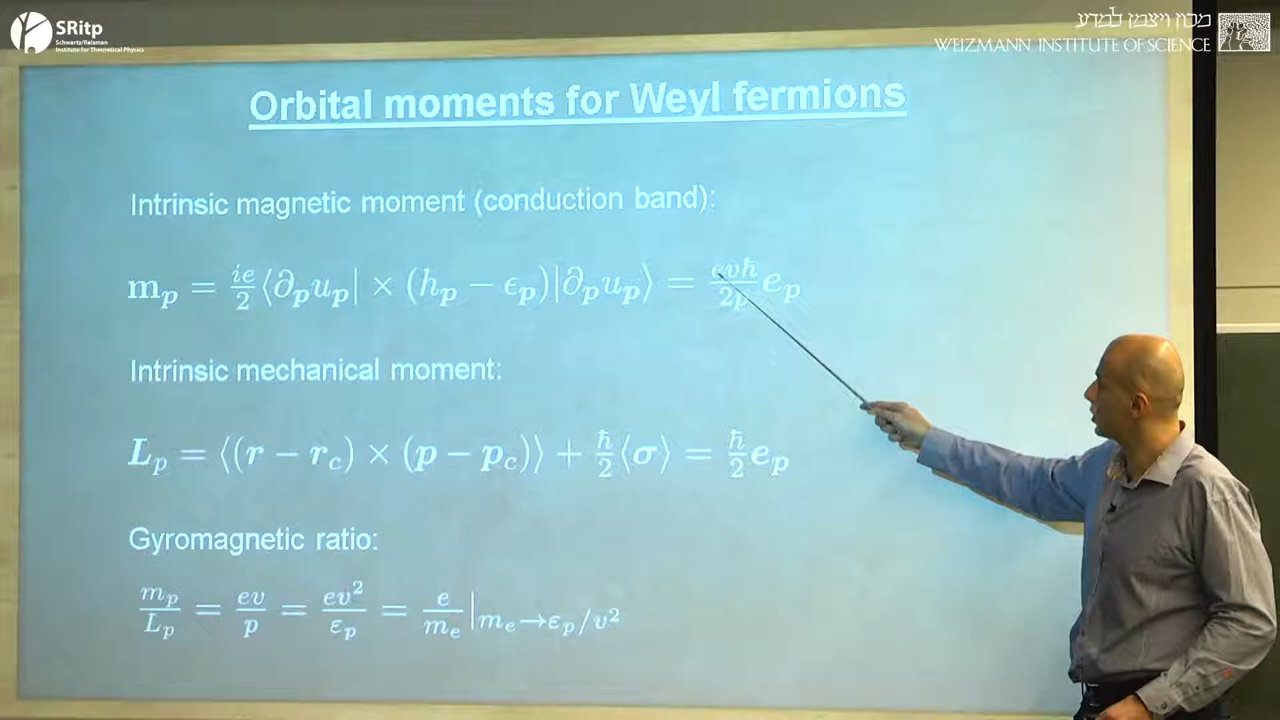 SRitp
Schwartz/Reisman
Institute for Theoretical Physics
מכון ויצמן למדע
WEIZMANN INSTITUTE OF SCIENCE
Orbital moments for Weyl fermions
Intrinsic magnetic moment (conduction band):
m_p = ie/2 ⟨∂_p u_p| × (h_p − ϵ_p)|∂_p u_p⟩ = evℏ/2p e_p
Intrinsic mechanical moment:
L_p = ⟨(r − r_c) × (p − p_c)⟩ + ℏ/2 ⟨σ⟩ = ℏ/2 e_p
Gyromagnetic ratio:
m_p/L_p = ev/p = ev²/ε_p = e/m_e |m_e→ε_p/v²